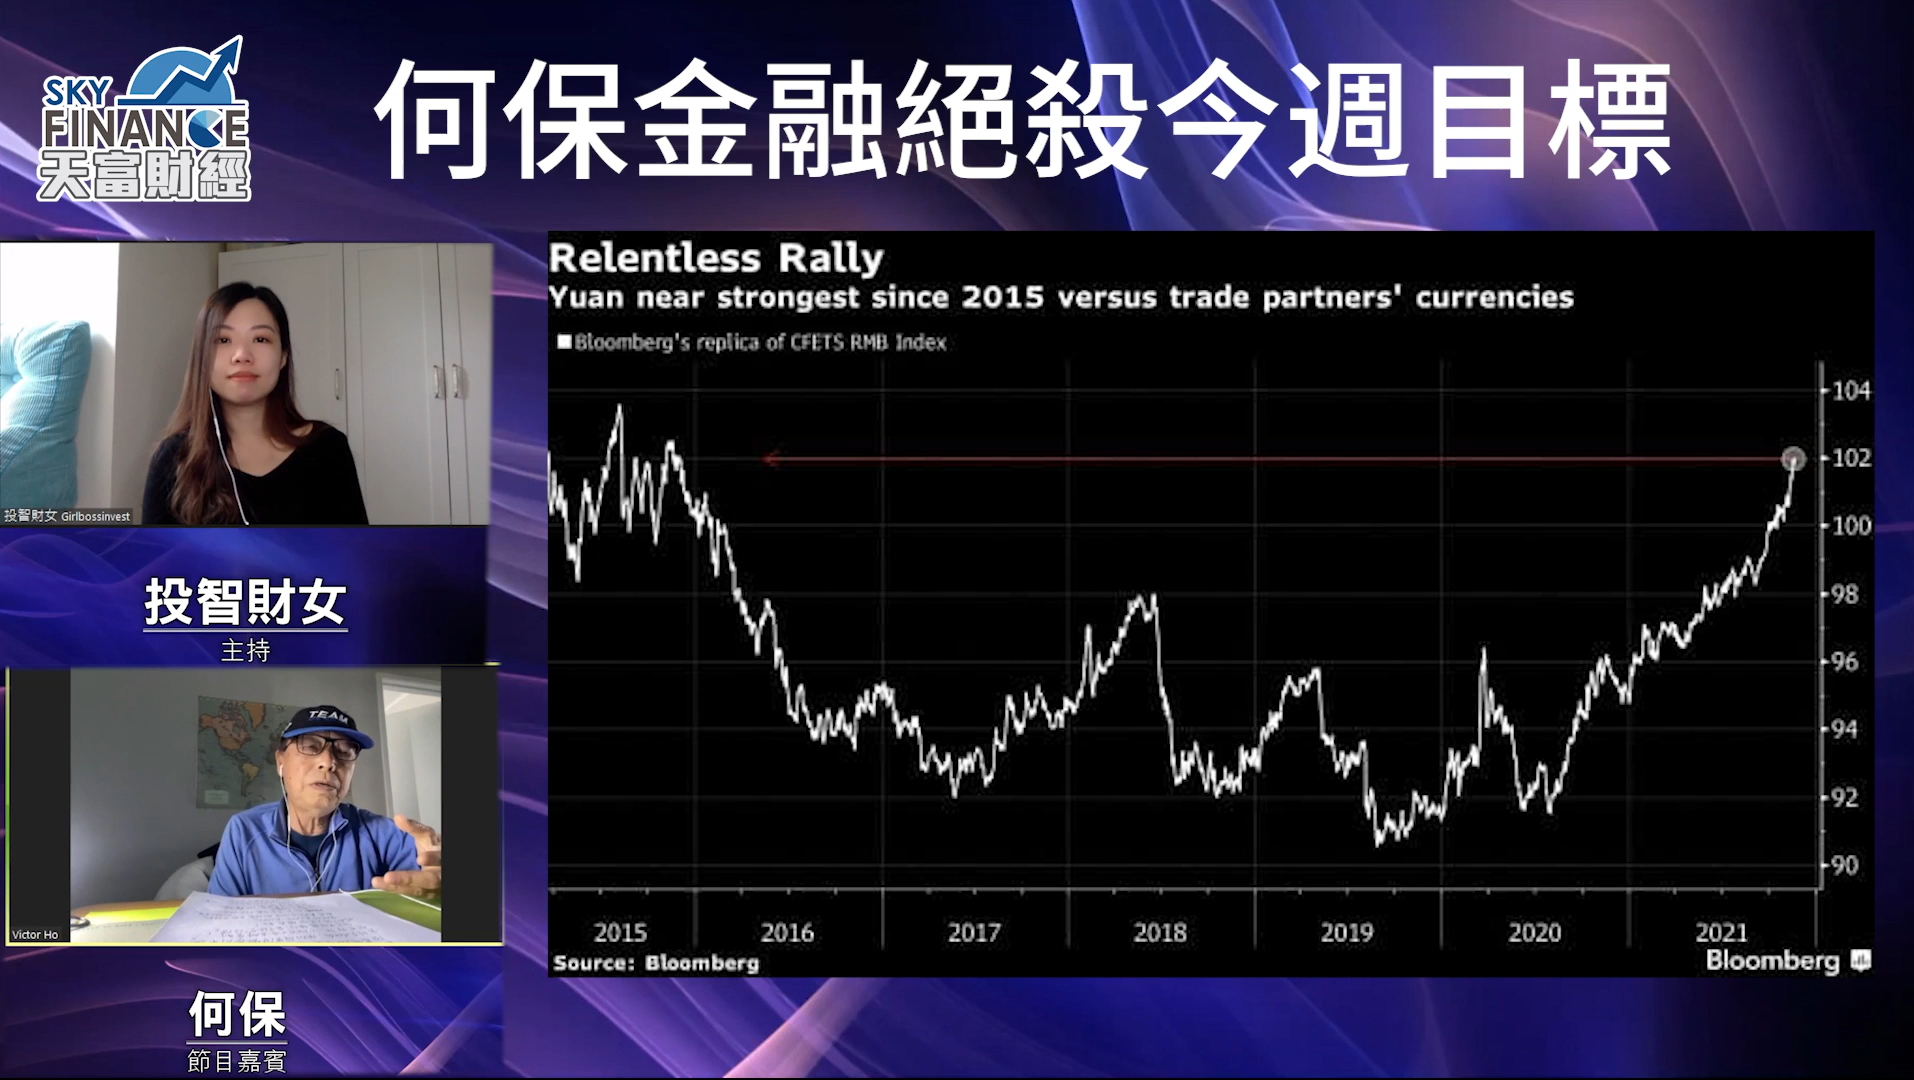 SKY
FINANCE
天富財經
何保金融絕殺今週目標
投智財女 Girlbossinvest
投智財女
主持
TEAM
Victor Ho
何保
節目嘉賓
Relentless Rally
Yuan near strongest since 2015 versus trade partners' currencies
Bloomberg's replica of CFETS RMB Index
104
102
100
98
96
94
92
90
2015 2016 2017 2018 2019 2020 2021
Source: Bloomberg
Bloomberg